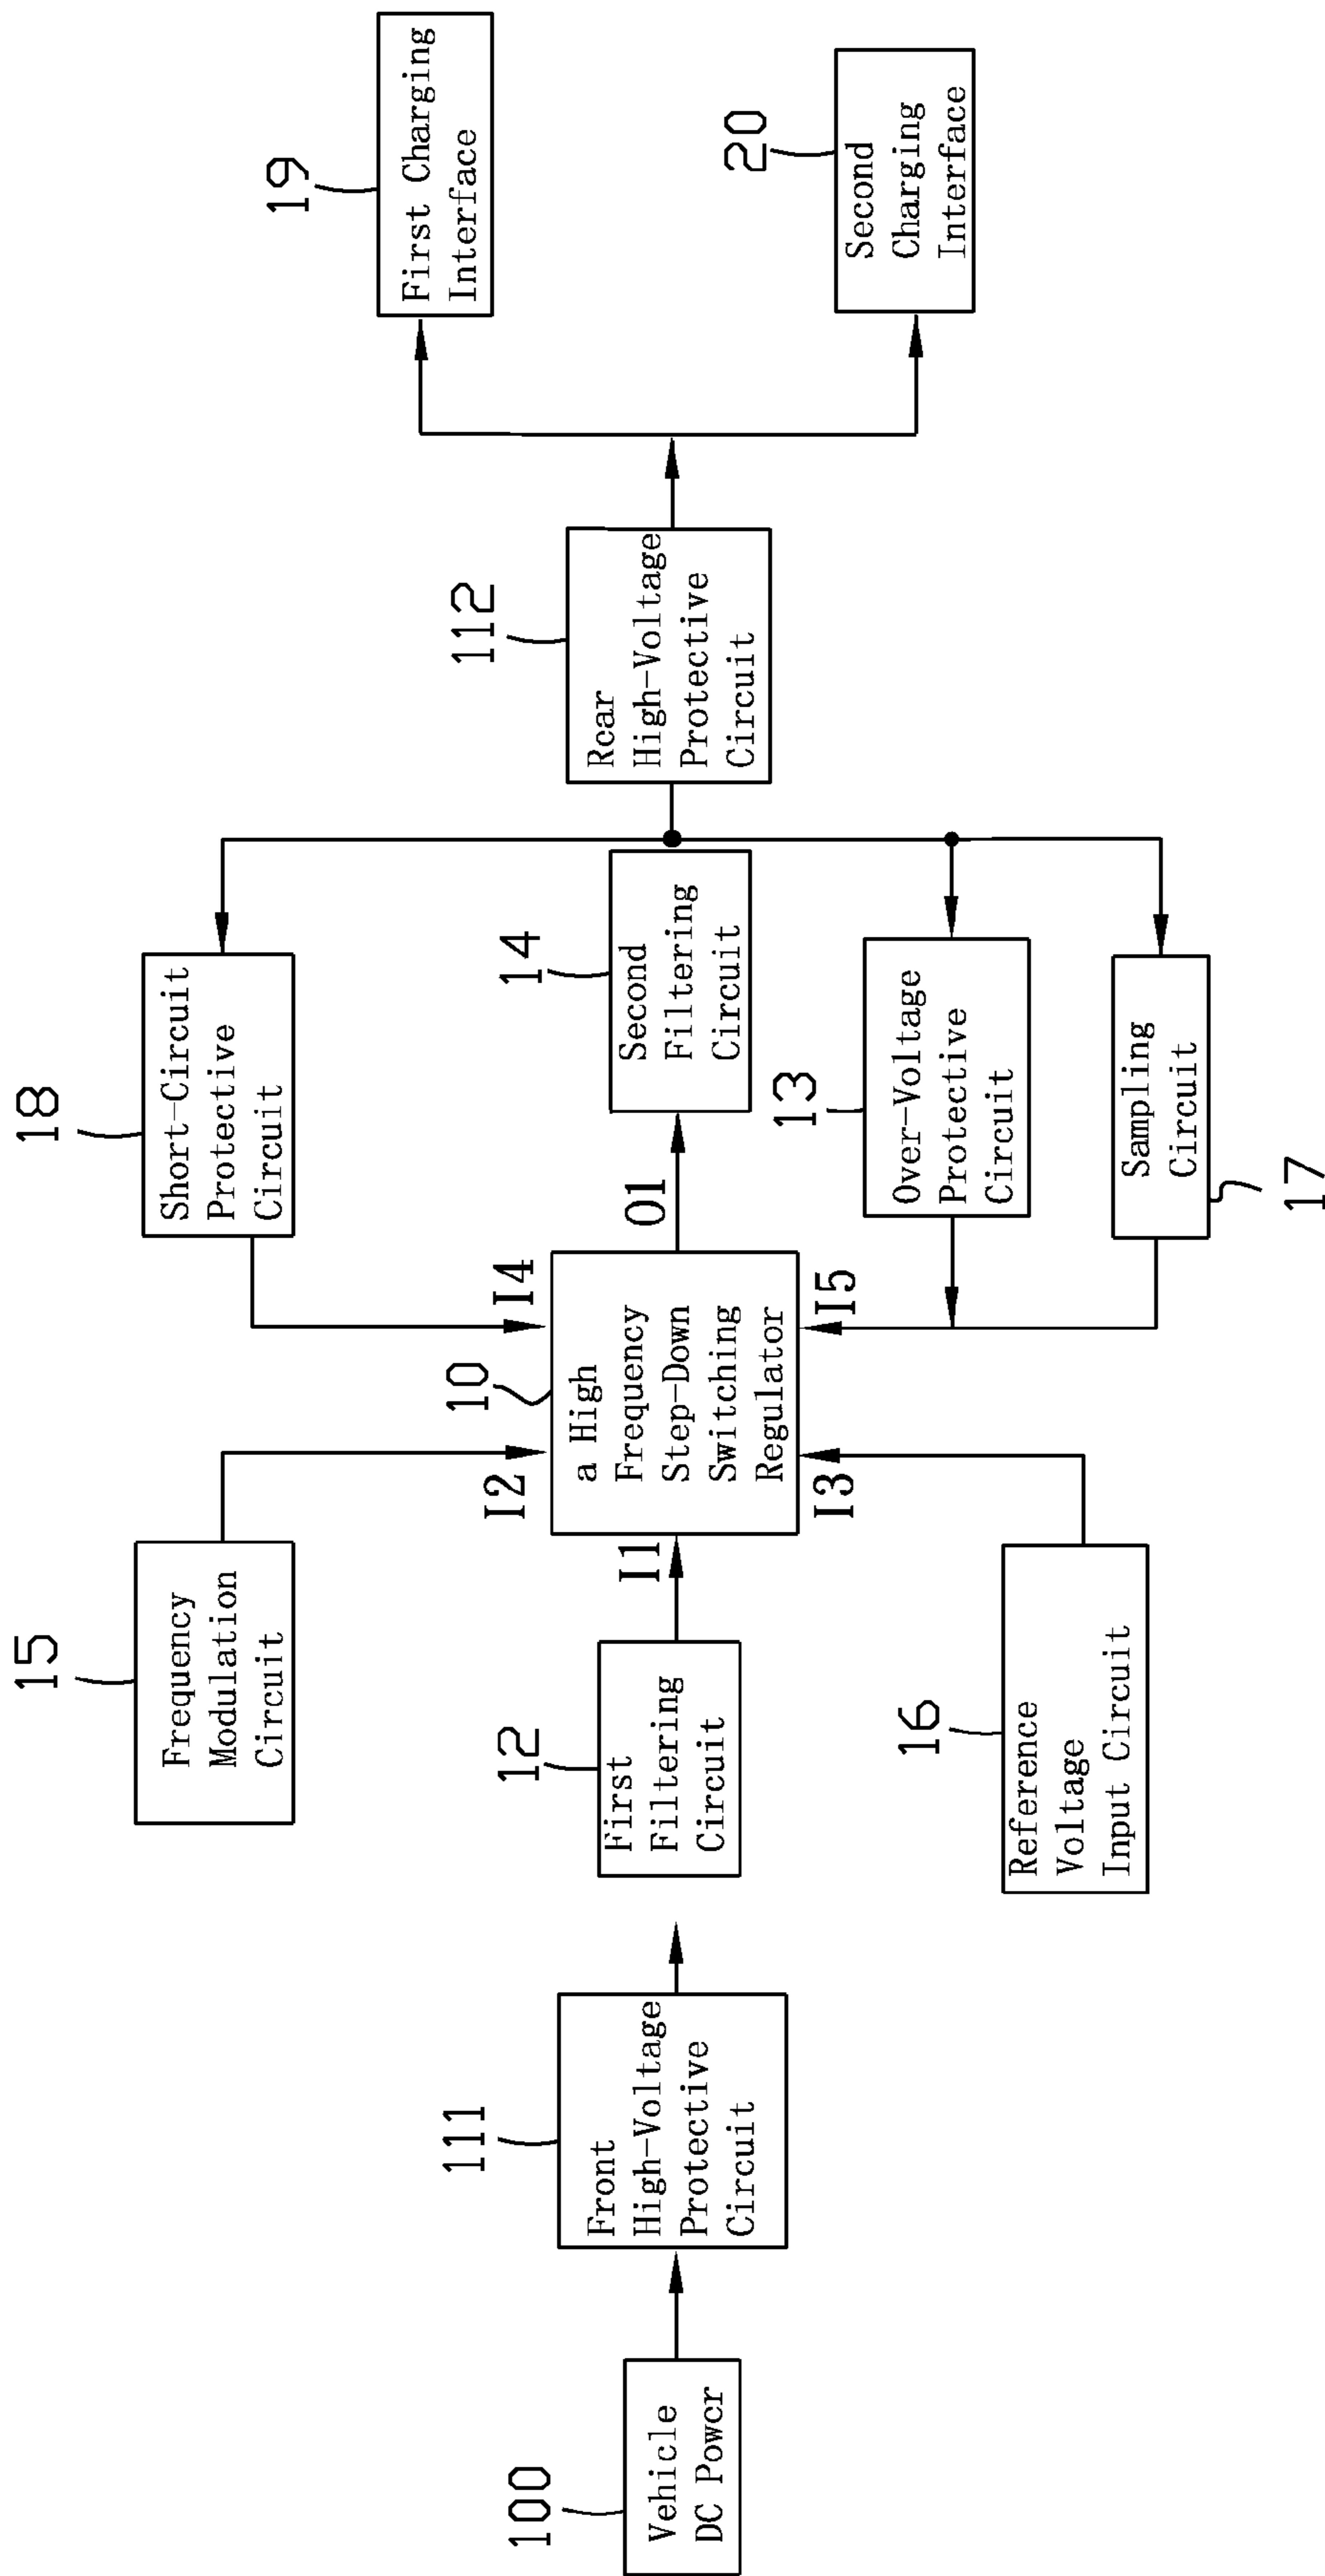 100
Vehicle
DC Power
111
Front
High-Voltage
Protective
Circuit
12
First
Filtering
Circuit
15
Frequency
Modulation
Circuit
16
Reference
Voltage
Input Circuit
I1
I2
I3
I4
I5
O1
10
a High
Frequency
Step-Down
Switching
Regulator
18
Short-Circuit
Protective
Circuit
14
Second
Filtering
Circuit
13
Over-Voltage
Protective
Circuit
17
Sampling
Circuit
112
Rear
High-Voltage
Protective
Circuit
19
First Charging
Interface
20
Second
Charging
Interface